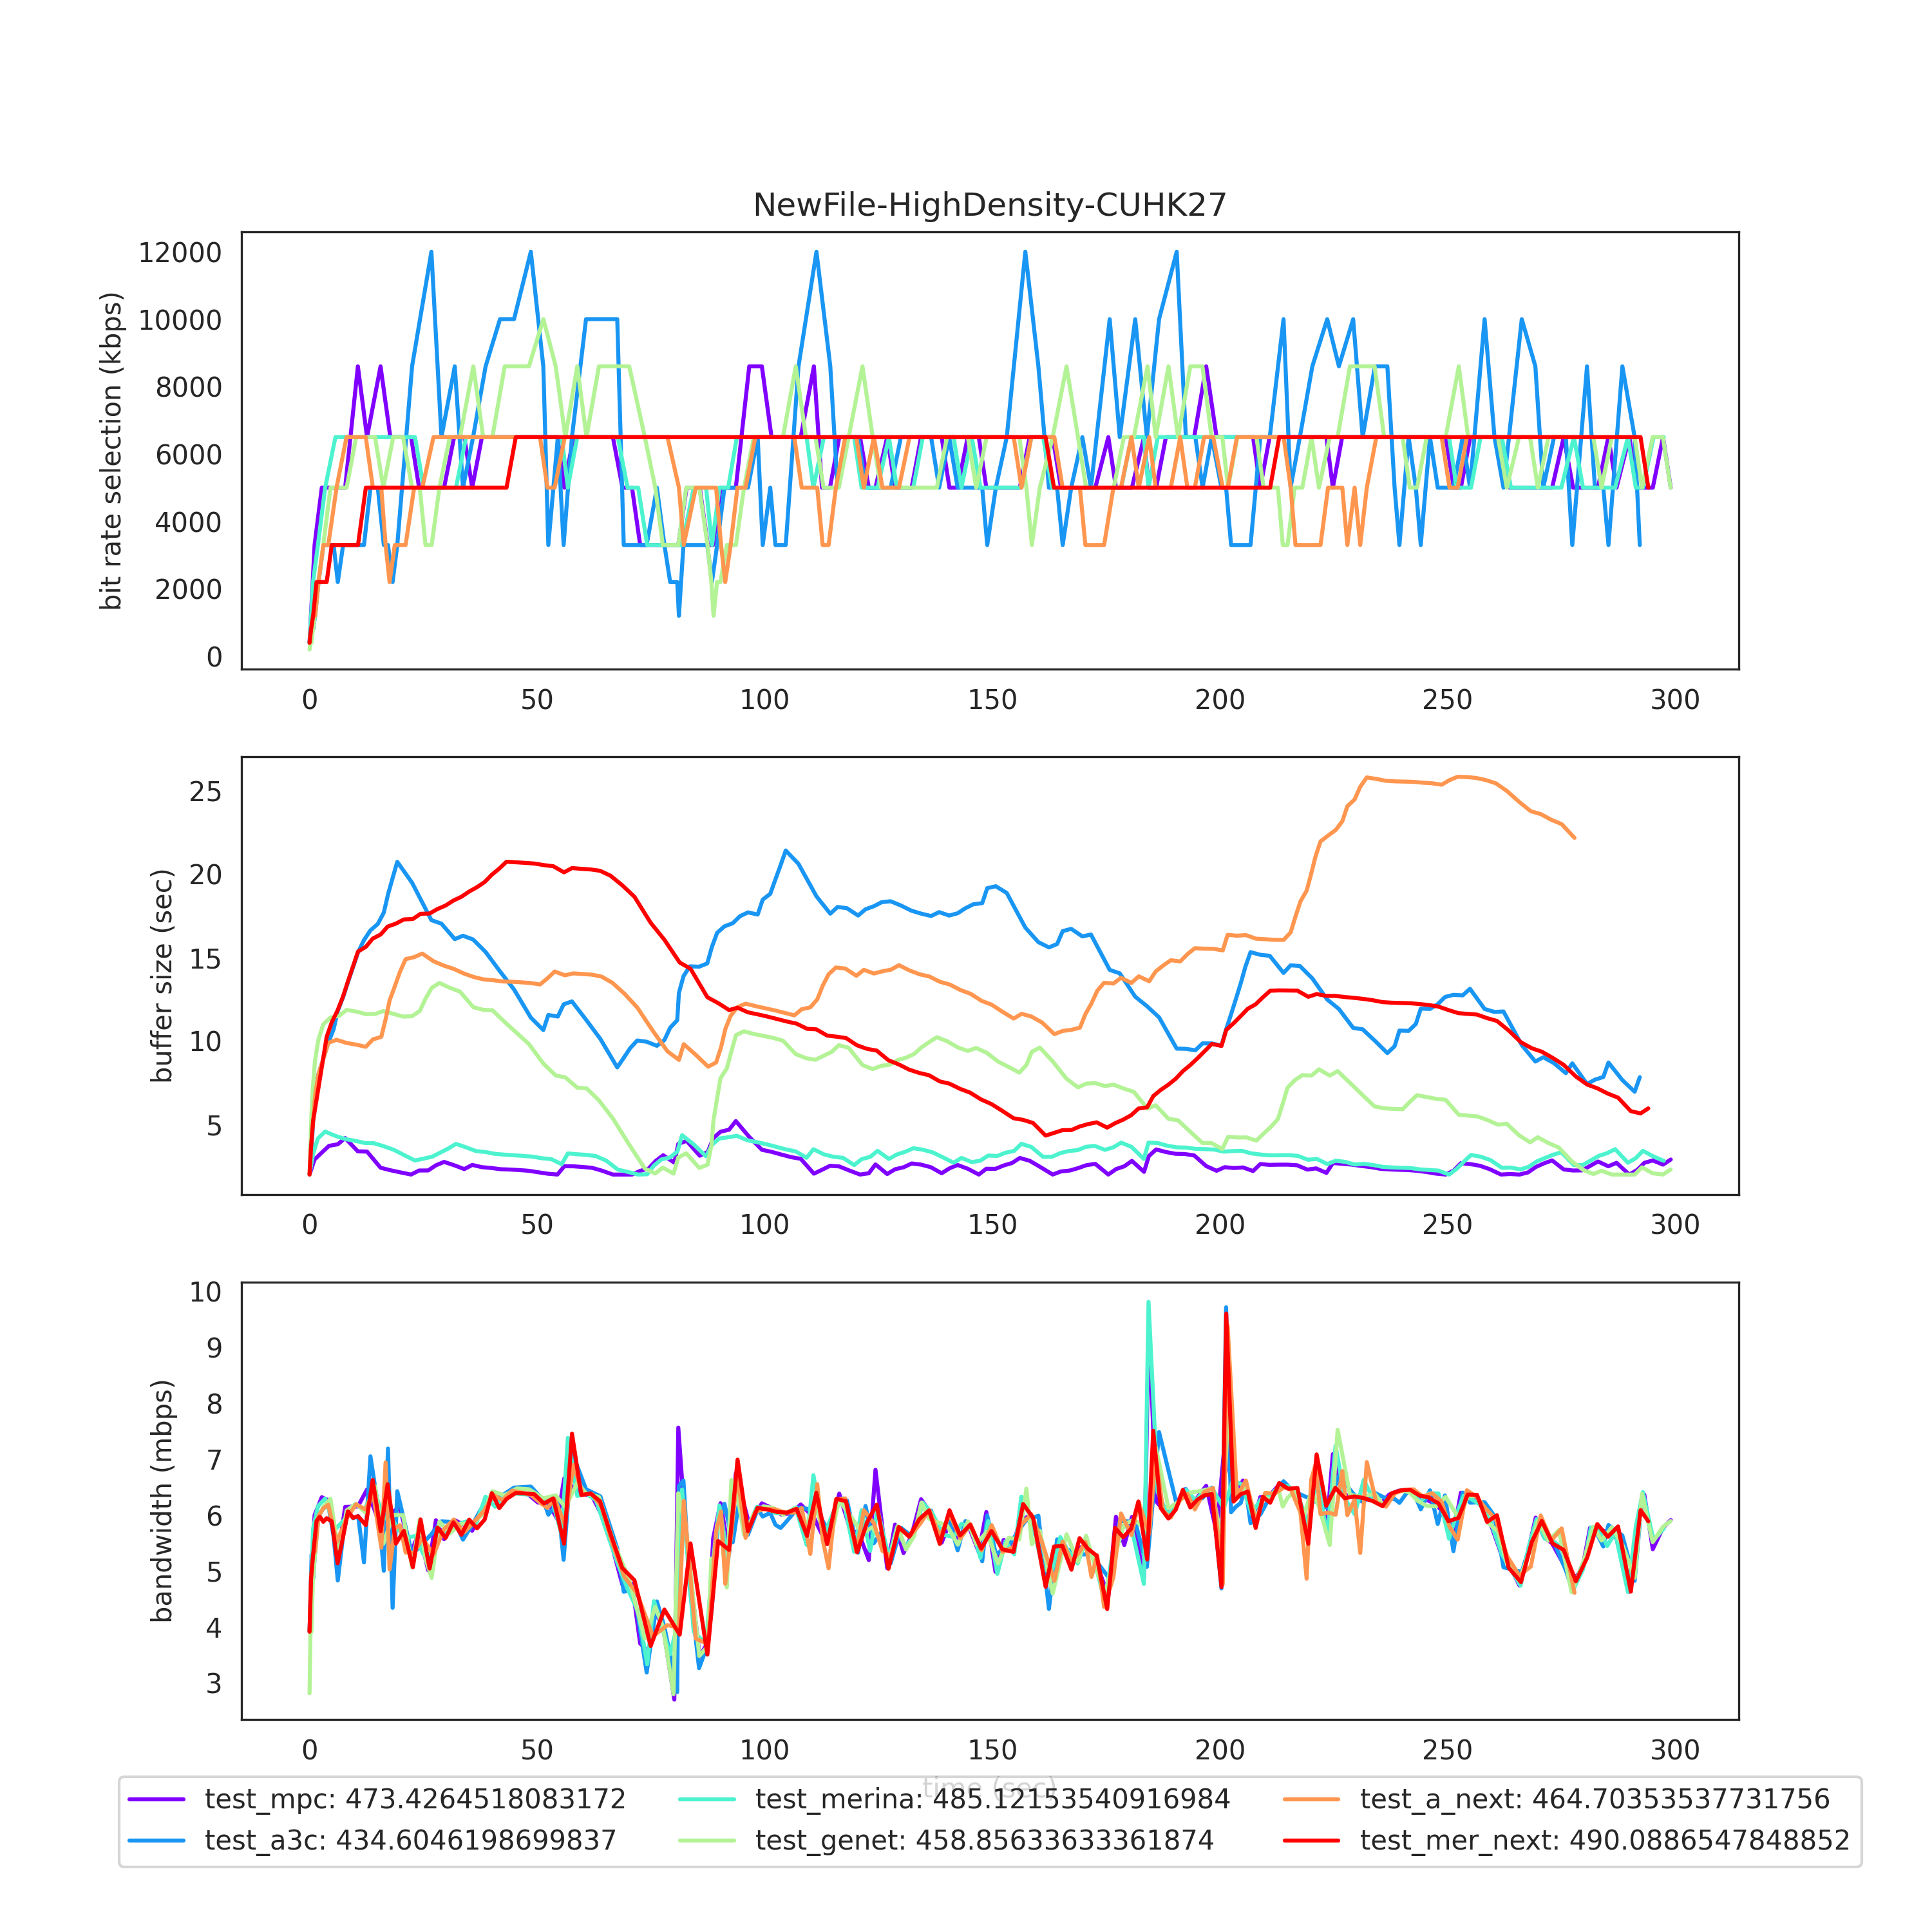 NewFile-HighDensity-CUHK27
bit rate selection (kbps)
12000
10000
8000
6000
4000
2000
0
0 50 100 150 200 250 300
buffer size (sec)
25
20
15
10
5
0 50 100 150 200 250 300
bandwidth (mbps)
10
9
8
7
6
5
4
3
0 50 100 150 200 250 300
time (sec)
test_mpc: 473.4264518083172 test_merina: 485.12153540916984 test_a_next: 464.70353537731756
test_a3c: 434.6046198699837 test_genet: 458.85633633361874 test_mer_next: 490.0886547848852